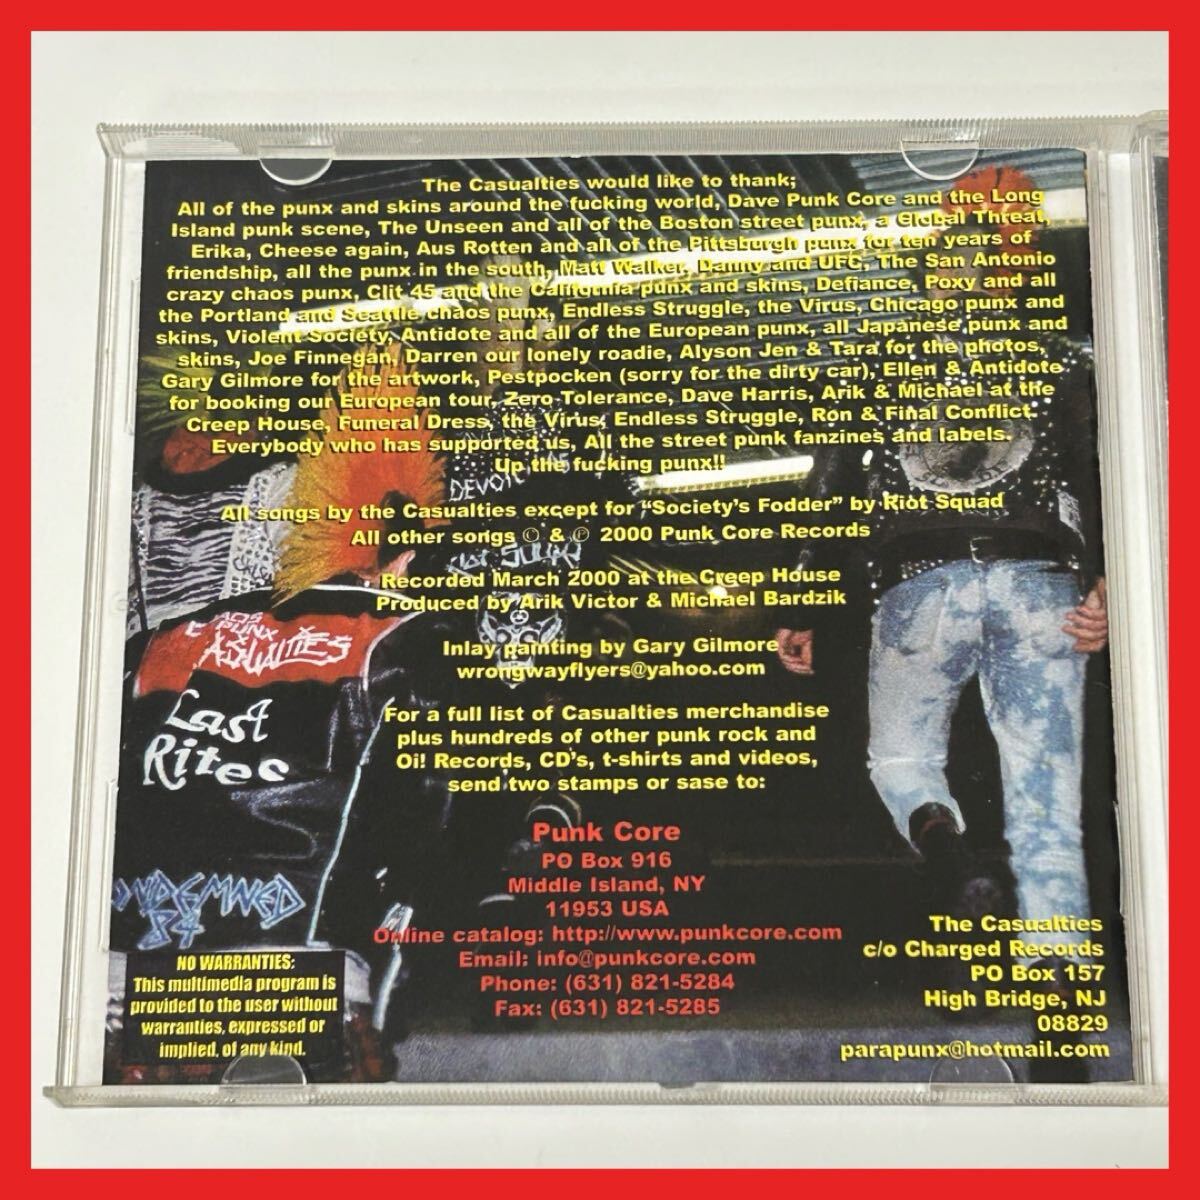 The Casualties would like to thank;
All of the punx and skins around the fucking world, Dave Punk Core and the Long
Island punk scene, The Unseen and all of the Boston street punx, a Global Threat,
Erika, Cheese again, Aus Rotten and all of the Pittsburgh punx for ten years of
friendship, all the punx in the south, Matt Walker, Danny and UFC, The San Antonio
crazy chaos punx, Clit 45 and the California punx and skins, Defiance, Poxy and all
the Portland and Seattle chaos punx, Endless Struggle, the Virus, Chicago punx and
skins, Violent Society, Antidote and all of the European punx, all Japanese punx and
skins, Joe Finnegan, Darren our lonely roadie, Alyson Jen & Tara for the photos,
Gary Gilmore for the artwork, Pestpocken (sorry for the dirty car), Ellen & Antidote
for booking our European tour, Zero Tolerance, Dave Harris, Arik & Michael at the
Creep House, Funeral Dress, the Virus, Endless Struggle, Ron & Final Conflict.
Everybody who has supported us, All the street punk fanzines and labels.
Up the fucking punx!!
DEVOT
All songs by the Casualties except for "Society's Fodder" by Riot Squad
All other songs © & ℗ 2000 Punk Core Records
Recorded March 2000 at the Creep House
Produced by Arik Victor & Michael Bardzik
Inlay painting by Gary Gilmore
wrongwayflyers@yahoo.com
PUNX
CASUALTIES
Last
Rites
For a full list of Casualties merchandise
plus hundreds of other punk rock and
Oi! Records, CD's, t-shirts and videos,
send two stamps or sase to:
Punk Core
PO Box 916
Middle Island, NY
11953 USA
Online catalog: http://www.punkcore.com
Email: info@punkcore.com
Phone: (631) 821-5284
Fax: (631) 821-5285
ONDEMNED
84
NO WARRANTIES:
This multimedia program is
provided to the user without
warranties, expressed or
implied, of any kind.
The Casualties
c/o Charged Records
PO Box 157
High Bridge, NJ
08829
parapunx@hotmail.com